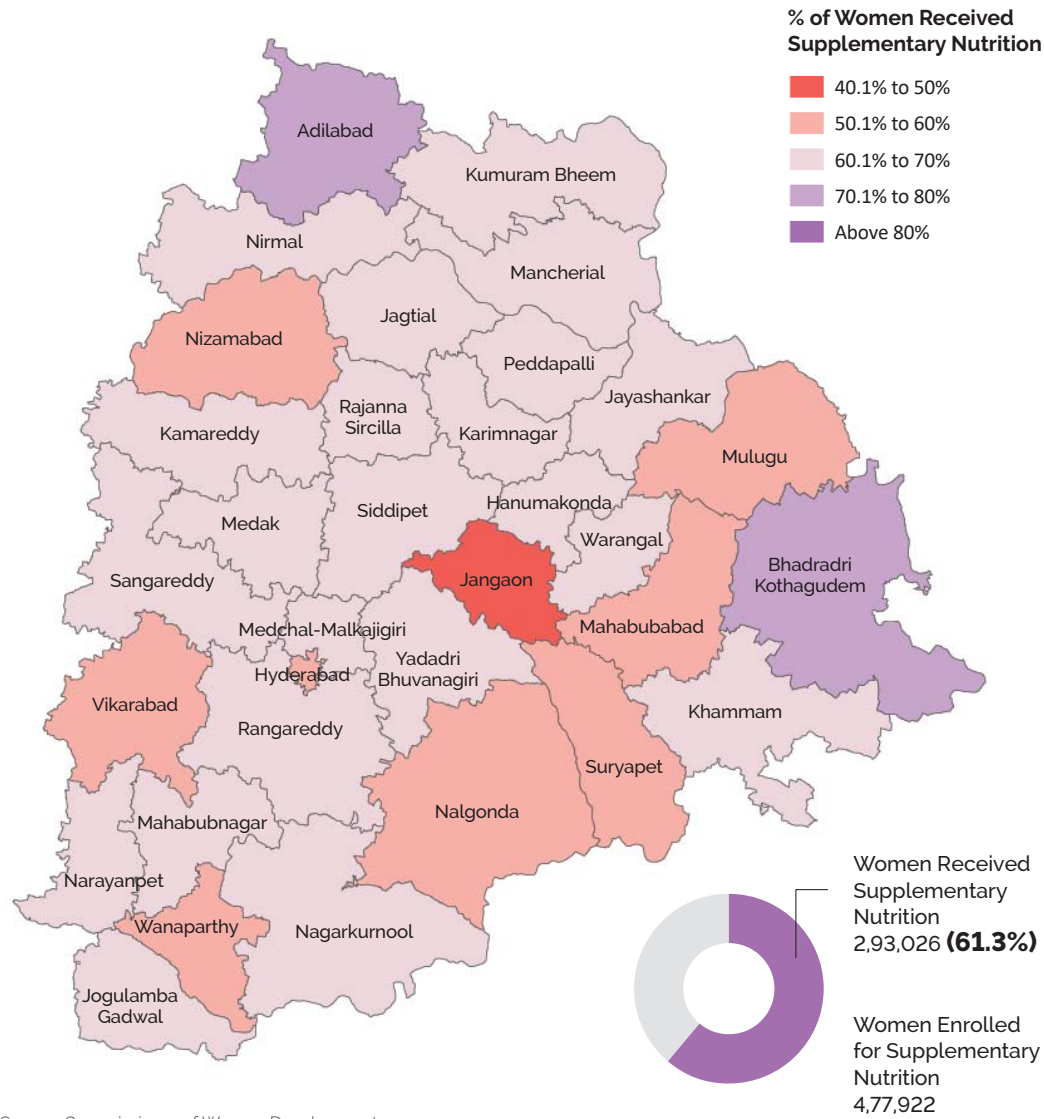 % of Women Received
Supplementary Nutrition
40.1% to 50%
50.1% to 60%
60.1% to 70%
70.1% to 80%
Above 80%
Adilabad
Kumuram Bheem
Nirmal
Mancherial
Jagtial
Nizamabad
Peddapalli
Jayashankar
Rajanna
Sircilla
Kamareddy
Karimnagar
Mulugu
Siddipet
Hanumakonda
Medak
Warangal
Bhadradri
Kothagudem
Sangareddy
Jangaon
Medchal-Malkajigiri
Mahabubabad
Yadadri
Bhuvanagiri
Hyderabad
Vikarabad
Khammam
Rangareddy
Suryapet
Nalgonda
Mahabubnagar
Narayanpet
Wanaparthy
Nagarkurnool
Jogulamba
Gadwal
Women Received
Supplementary
Nutrition
2,93,026 (61.3%)
Women Enrolled
for Supplementary
Nutrition
4,77,922